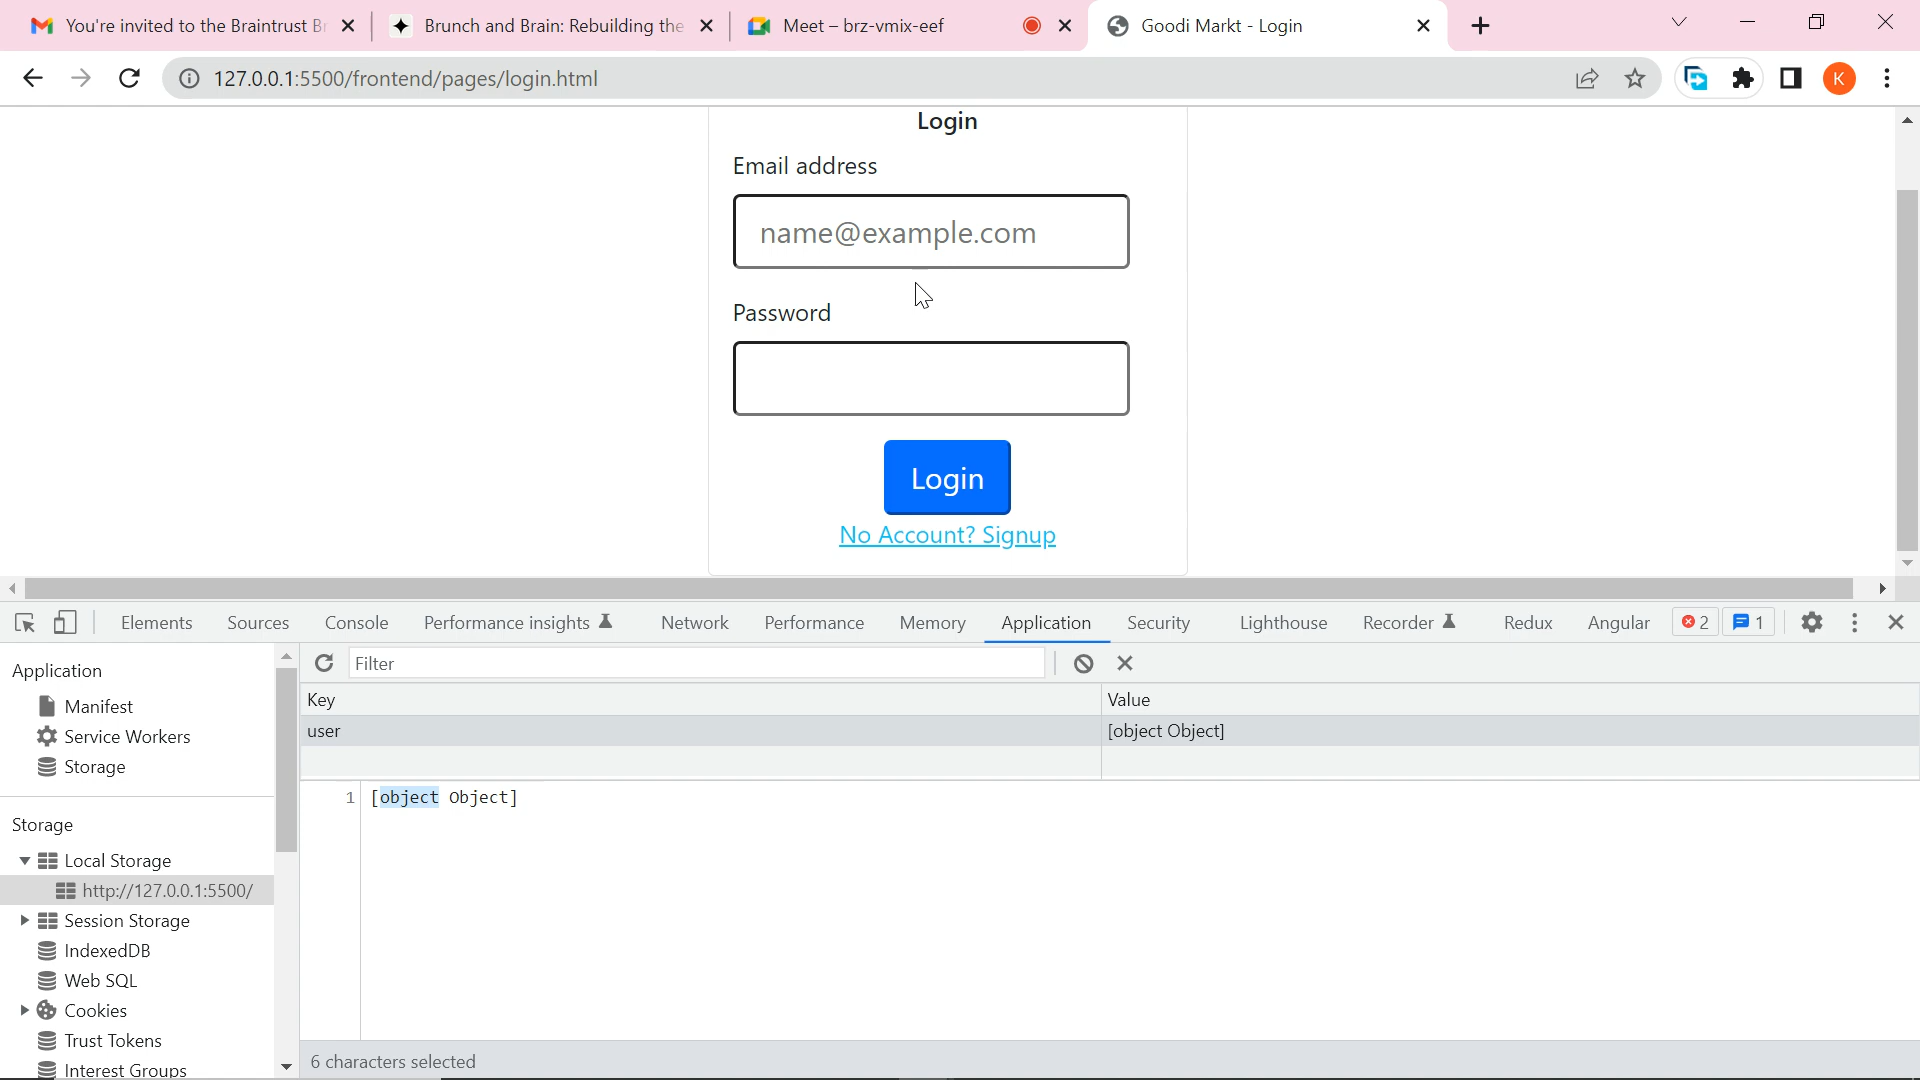 You're invited to the Braintrust Br
Brunch and Brain: Rebuilding the
Meet – brz-vmix-eef
Goodi Markt - Login
127.0.0.1:5500/frontend/pages/login.html
K
Login
Email address
name@example.com
Password
Login
No Account? Signup
Elements
Sources
Console
Performance insights
Network
Performance
Memory
Application
Security
Lighthouse
Recorder
Redux
Angular
2
1
Application
Manifest
Service Workers
Storage
Storage
Local Storage
http://127.0.0.1:5500/
Session Storage
IndexedDB
Web SQL
Cookies
Trust Tokens
Interest Groups
Filter
Key
Value
user
[object Object]
1
[object Object]
6 characters selected